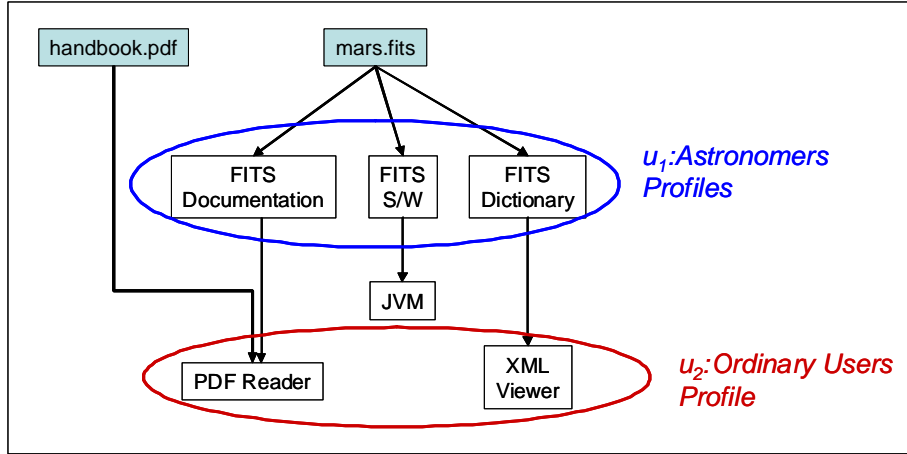 handbook.pdf
mars.fits
FITS
Documentation
FITS
S/W
FITS
Dictionary
u1:Astronomers
Profiles
JVM
PDF Reader
XML
Viewer
u2:Ordinary Users
Profile